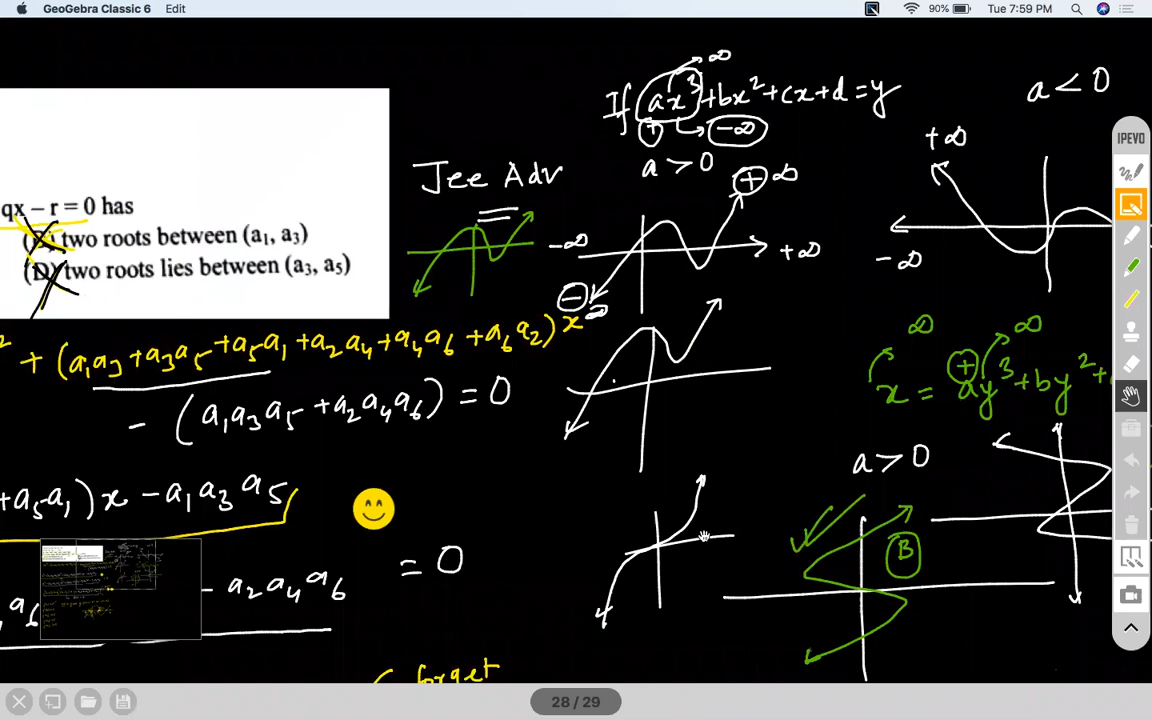 GeoGebra Classic 6 Edit
90% Tue 7:59 PM
qx – r = 0 has
two roots between (a₁, a₃)
(D) two roots lies between (a₃, a₅)
Jee Adv
If ax³+bx²+cx+d=y
∞
+ -∞
a > 0
+ ∞
-∞ +∞
- ∞
a < 0
+∞
-∞
+ (a₁a₃+a₃a₅+a₅a₁+a₂a₄+a₄a₆+a₆a₂)x
- (a₁a₃a₅+a₂a₄a₆) = 0
+a₅a₁)x - a₁a₃a₅
= 0
a₆ - a₂a₄a₆
forget
∞ ∞
+
x = ay³+by²+
a > 0
B
IPEVO
28 / 29